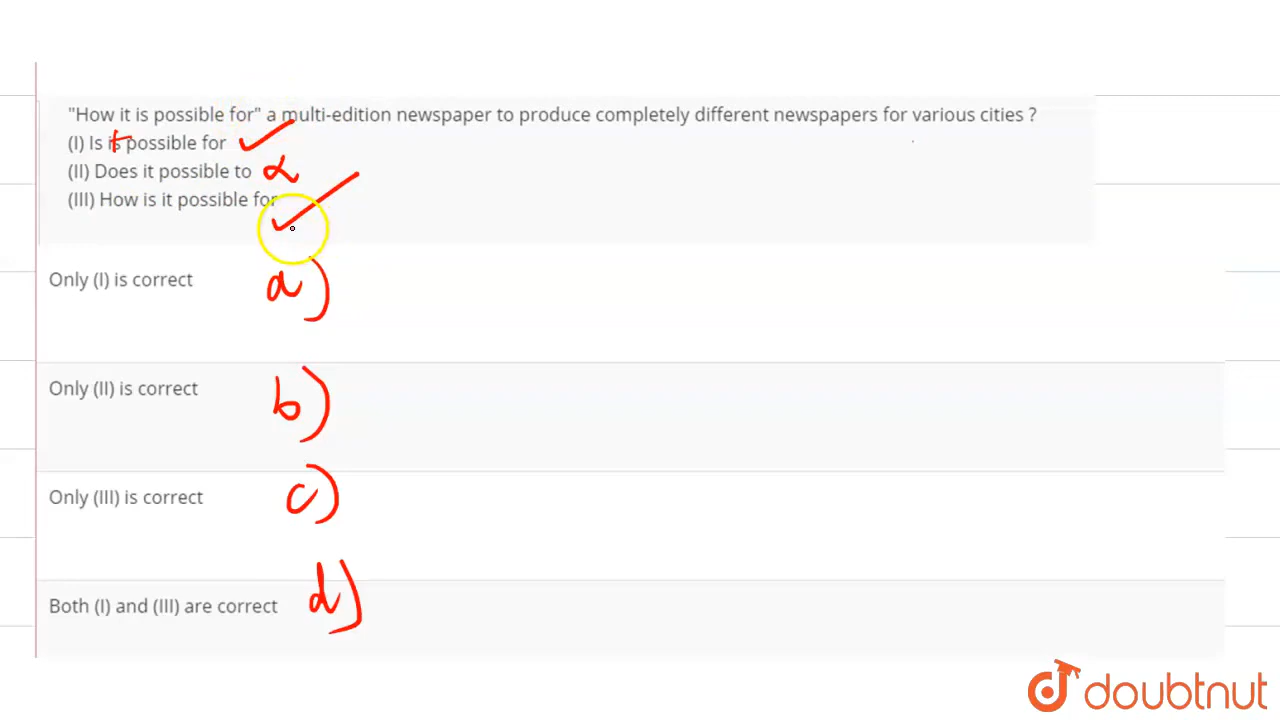 "How it is possible for" a multi-edition newspaper to produce completely different newspapers for various cities ?
(I) Is is possible for
t
(II) Does it possible to
(III) How is it possible for
Only (I) is correct a)
Only (II) is correct b)
Only (III) is correct c)
Both (I) and (III) are correct d)
doubtnut